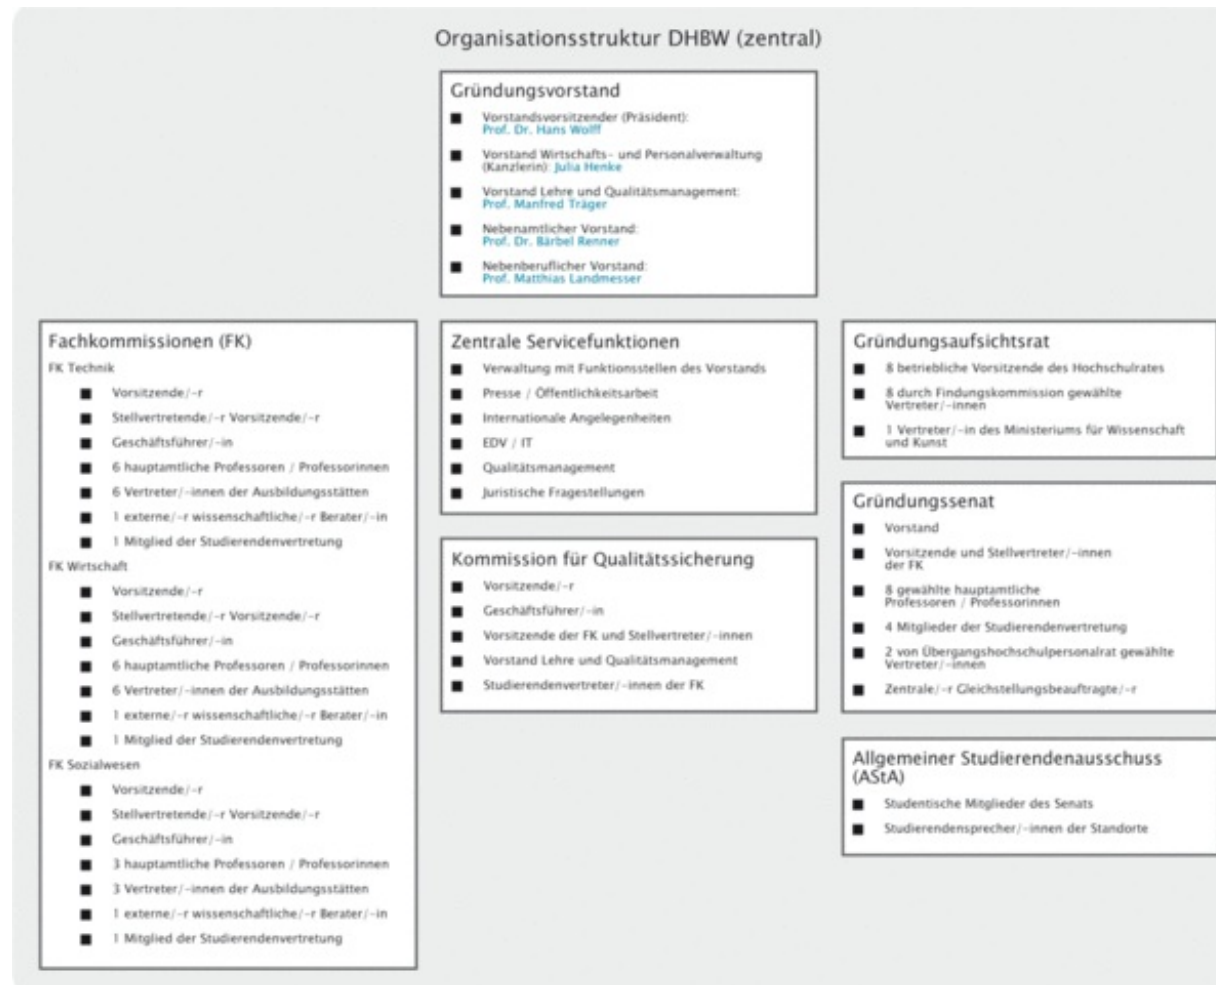 Organisationsstruktur DHBW (zentral)
Gründungsvorstand
Vorstandsvorsitzender (Präsident):
Prof. Dr. Hans Wolff
Vorstand Wirtschafts- und Personalverwaltung
(Kanzlerin): Julia Henke
Vorstand Lehre und Qualitätsmanagement:
Prof. Manfred Träger
Nebenamtlicher Vorstand:
Prof. Dr. Bärbel Renner
Nebenberuflicher Vorstand:
Prof. Matthias Landmesser
Fachkommissionen (FK)
FK Technik
Vorsitzende/-r
Stellvertretende/-r Vorsitzende/-r
Geschäftsführer/-in
6 hauptamtliche Professoren / Professorinnen
6 Vertreter/-innen der Ausbildungsstätten
1 externe/-r wissenschaftliche/-r Berater/-in
1 Mitglied der Studierendenvertretung
FK Wirtschaft
Vorsitzende/-r
Stellvertretende/-r Vorsitzende/-r
Geschäftsführer/-in
6 hauptamtliche Professoren / Professorinnen
6 Vertreter/-innen der Ausbildungsstätten
1 externe/-r wissenschaftliche/-r Berater/-in
1 Mitglied der Studierendenvertretung
FK Sozialwesen
Vorsitzende/-r
Stellvertretende/-r Vorsitzende/-r
Geschäftsführer/-in
3 hauptamtliche Professoren / Professorinnen
3 Vertreter/-innen der Ausbildungsstätten
1 externe/-r wissenschaftliche/-r Berater/-in
1 Mitglied der Studierendenvertretung
Zentrale Servicefunktionen
Verwaltung mit Funktionsstellen des Vorstands
Presse / Öffentlichkeitsarbeit
Internationale Angelegenheiten
EDV / IT
Qualitätsmanagement
Juristische Fragestellungen
Kommission für Qualitätssicherung
Vorsitzende/-r
Geschäftsführer/-in
Vorsitzende der FK und Stellvertreter/-innen
Vorstand Lehre und Qualitätsmanagement
Studierendenvertreter/-innen der FK
Gründungsaufsichtsrat
8 betriebliche Vorsitzende des Hochschulrates
8 durch Findungskommission gewählte
Vertreter/-innen
1 Vertreter/-in des Ministeriums für Wissenschaft
und Kunst
Gründungssenat
Vorstand
Vorsitzende und Stellvertreter/-innen
der FK
8 gewählte hauptamtliche
Professoren / Professorinnen
4 Mitglieder der Studierendenvertretung
2 von Übergangshochschulpersonalrat gewählte
Vertreter/-innen
Zentrale/-r Gleichstellungsbeauftragte/-r
Allgemeiner Studierendenausschuss
(AStA)
Studentische Mitglieder des Senats
Studierendensprecher/-innen der Standorte